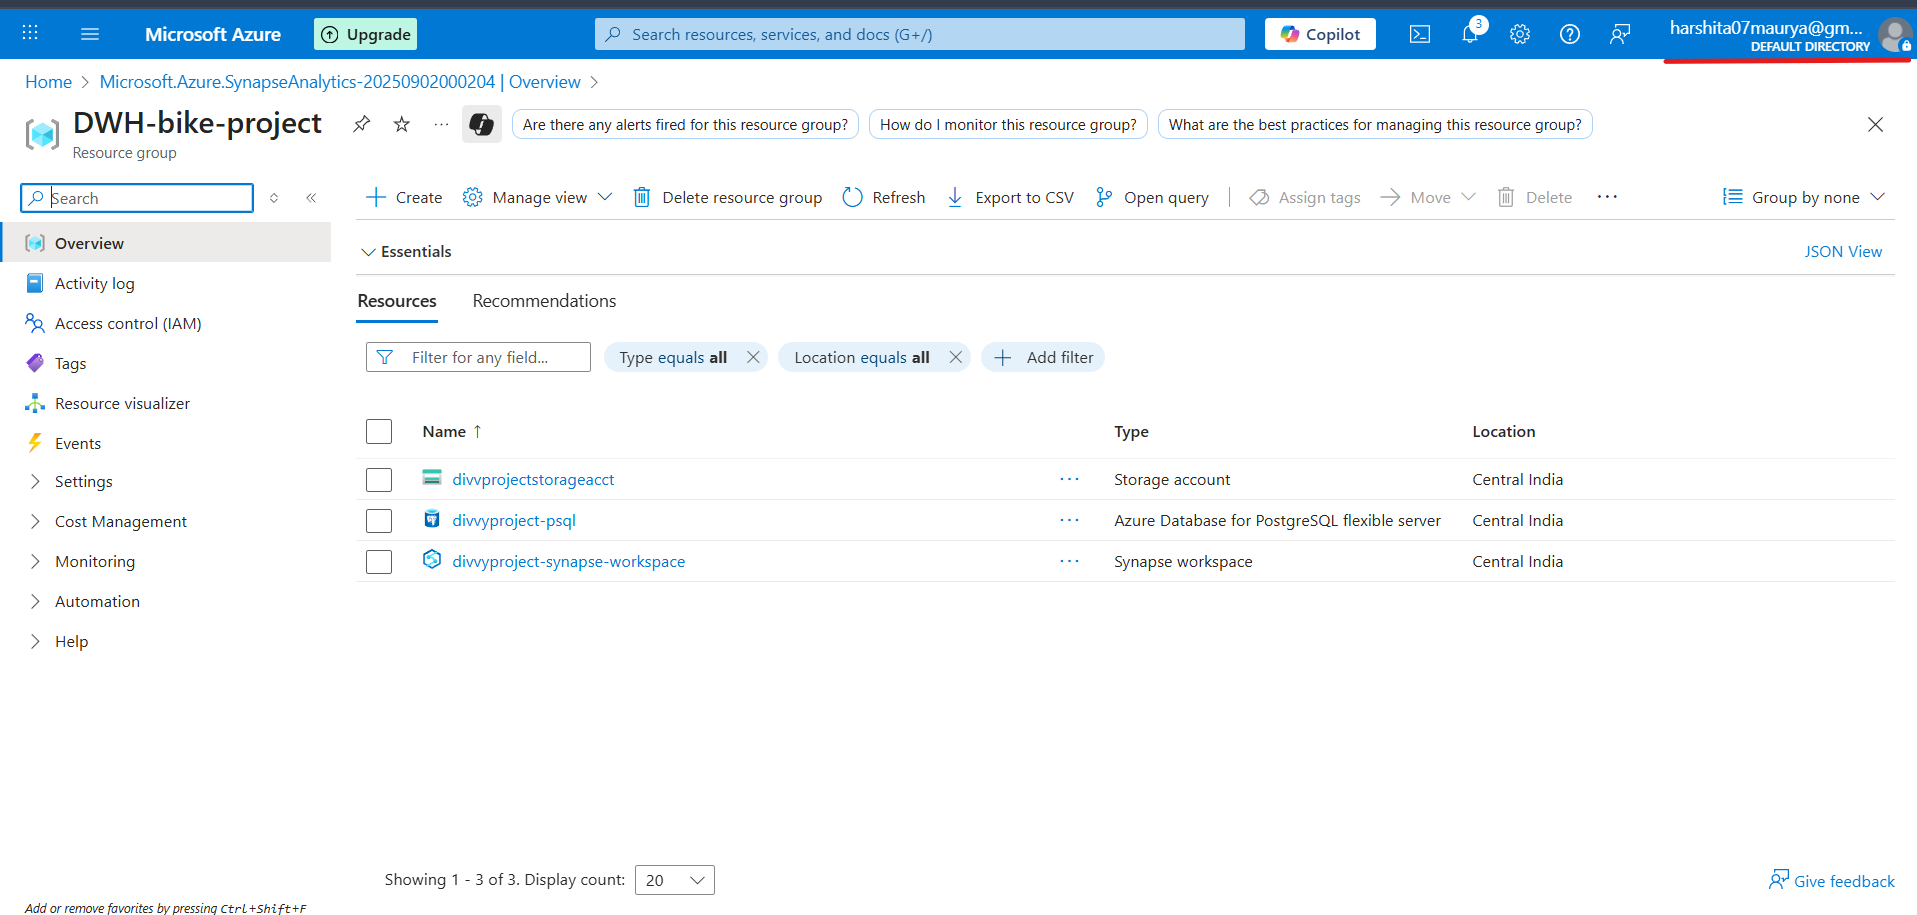 Microsoft Azure
Upgrade
Search resources, services, and docs (G+/)
Copilot
3
harshita07maurya@gm...
DEFAULT DIRECTORY
Home > Microsoft.Azure.SynapseAnalytics-20250902000204 | Overview >
DWH-bike-project
Resource group
Are there any alerts fired for this resource group?
How do I monitor this resource group?
What are the best practices for managing this resource group?
Search
Create
Manage view
Delete resource group
Refresh
Export to CSV
Open query
Assign tags
Move
Delete
Group by none
Overview
Activity log
Access control (IAM)
Tags
Resource visualizer
Events
Settings
Cost Management
Monitoring
Automation
Help
Essentials
JSON View
Resources
Recommendations
Filter for any field...
Type equals all
Location equals all
Add filter
Name ↑ Type Location
divvprojectstorageacct ··· Storage account Central India
divvyproject-psql ··· Azure Database for PostgreSQL flexible server Central India
divvyproject-synapse-workspace ··· Synapse workspace Central India
Showing 1 - 3 of 3. Display count: 20
Give feedback
Add or remove favorites by pressing Ctrl+Shift+F